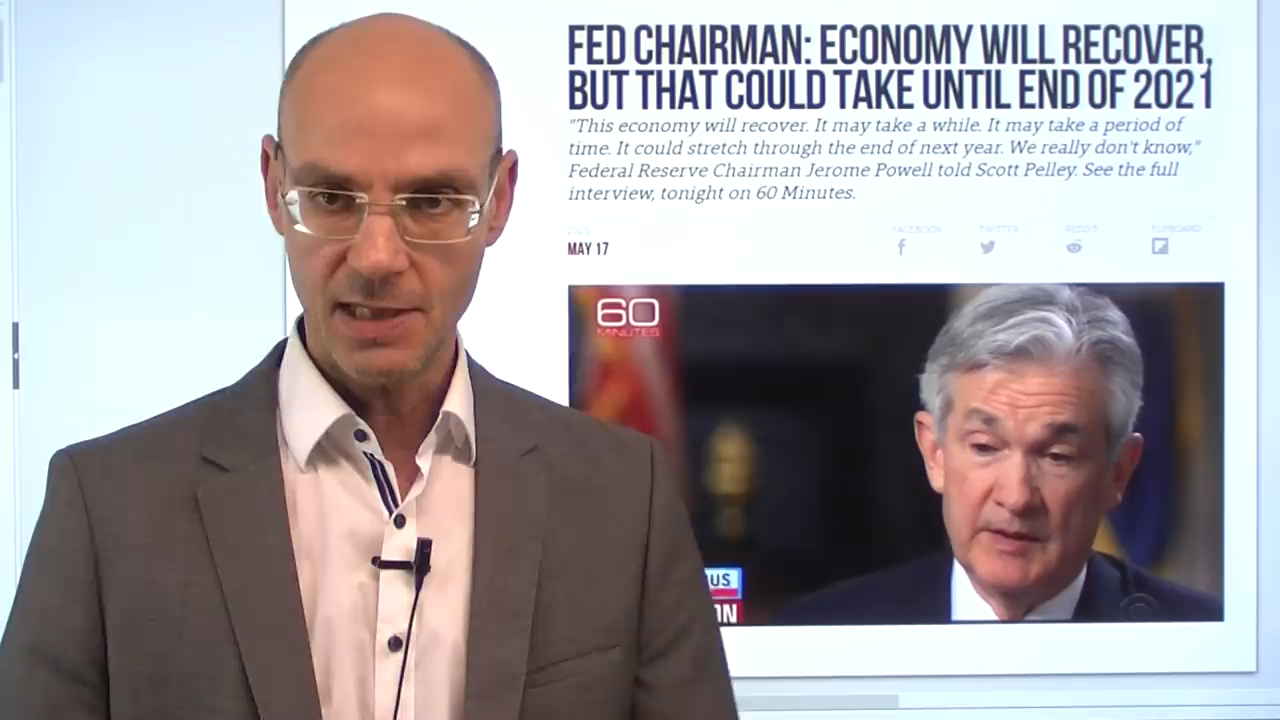 FED CHAIRMAN: ECONOMY WILL RECOVER,
BUT THAT COULD TAKE UNTIL END OF 2021
"This economy will recover. It may take a while. It may take a period of
time. It could stretch through the end of next year. We really don't know,"
Federal Reserve Chairman Jerome Powell told Scott Pelley. See the full
interview, tonight on 60 Minutes.
2020
FACEBOOK TWITTER REDDIT FLIPBOARD
MAY 17
60
MINUTES
US
ON